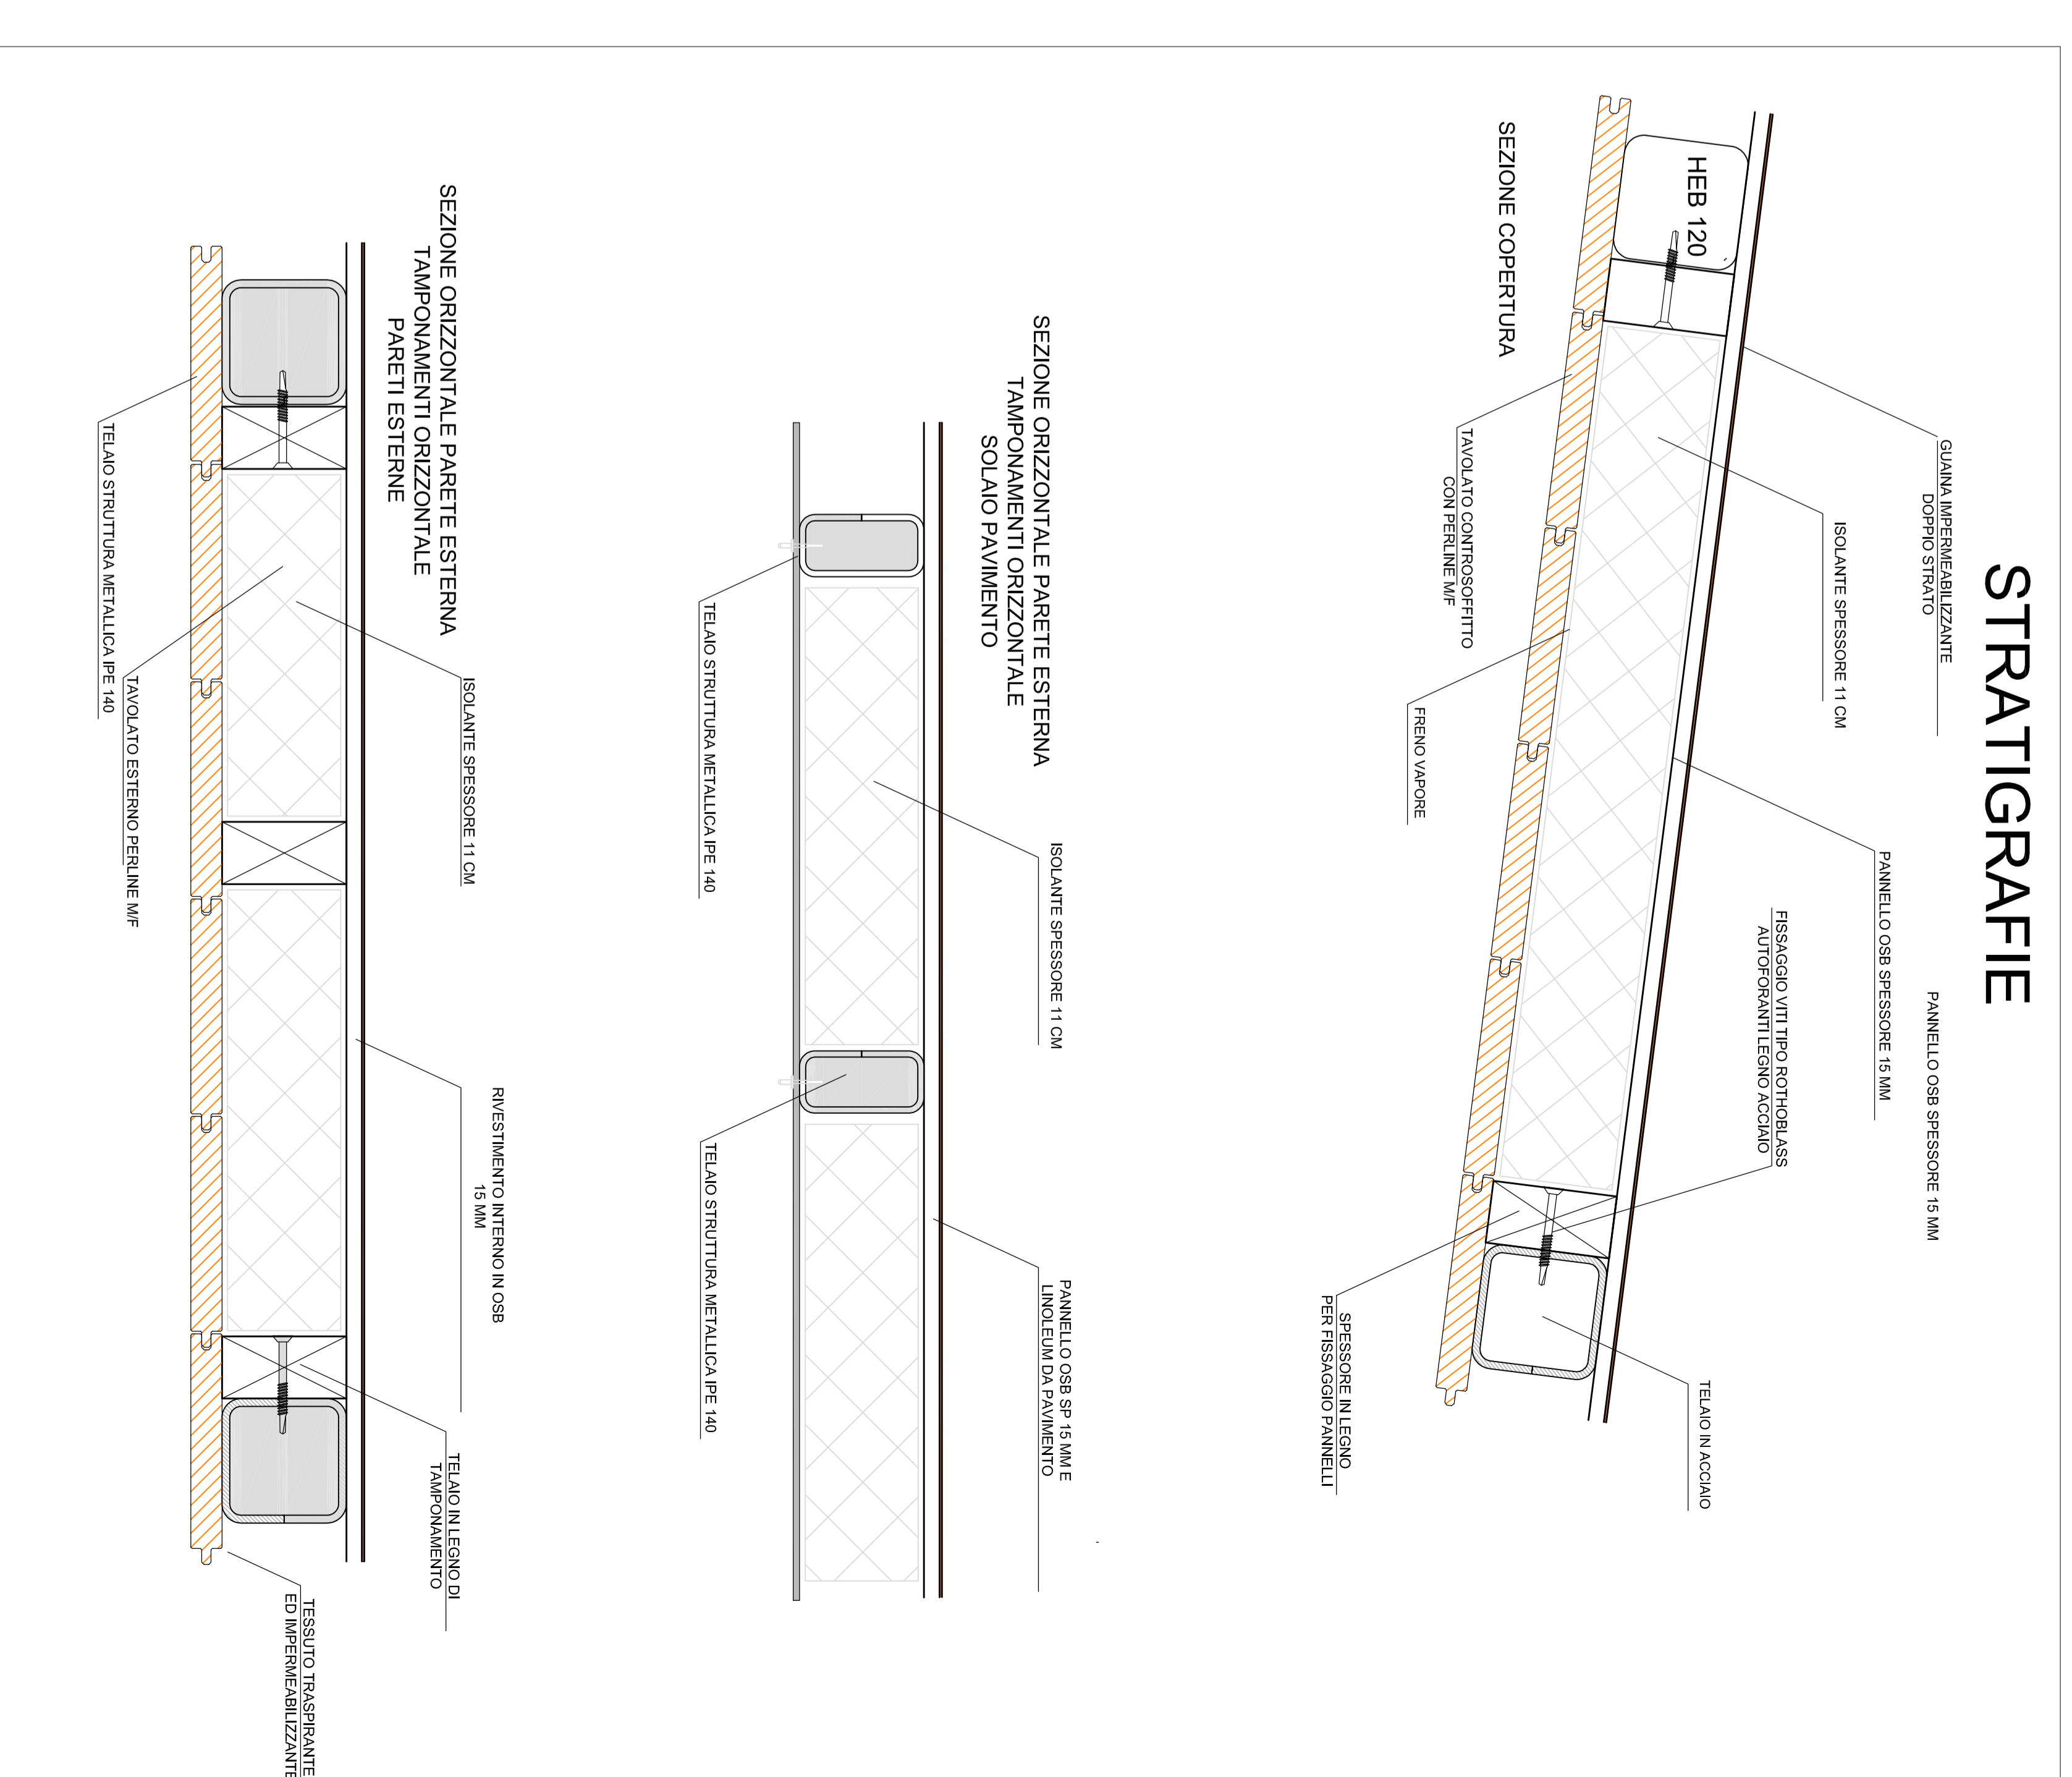 STRATIGRAFIE
GUAINA IMPERMEABILIZZANTE
DOPPIO STRATO
PANNELLO OSB SPESSORE 15 MM
PANNELLO OSB SPESSORE 15 MM
ISOLANTE SPESSORE 11 CM
FISSAGGIO VITI TIPO ROTHOBLASS
AUTOFORANTI LEGNO ACCIAIO
HEB 120
TELAIO IN ACCIAIO
SEZIONE COPERTURA
TAVOLATO CONTROSOFFITTO
CON PERLINE M/F
FRENO VAPORE
SPESSORE IN LEGNO
PER FISSAGGIO PANNELLI
SEZIONE ORIZZONTALE PARETE ESTERNA
TAMPONAMENTI ORIZZONTALE
SOLAIO PAVIMENTO
ISOLANTE SPESSORE 11 CM
PANNELLO OSB SP 15 MM E
LINOLEUM DA PAVIMENTO
TELAIO STRUTTURA METALLICA IPE 140
TELAIO STRUTTURA METALLICA IPE 140
SEZIONE ORIZZONTALE PARETE ESTERNA
TAMPONAMENTI ORIZZONTALE
PARETI ESTERNE
ISOLANTE SPESSORE 11 CM
RIVESTIMENTO INTERNO IN OSB
15 MM
TELAIO IN LEGNO DI
TAMPONAMENTO
TESSUTO TRASPIRANTE
ED IMPERMEABILIZZANTE
TAVOLATO ESTERNO PERLINE M/F
TELAIO STRUTTURA METALLICA IPE 140